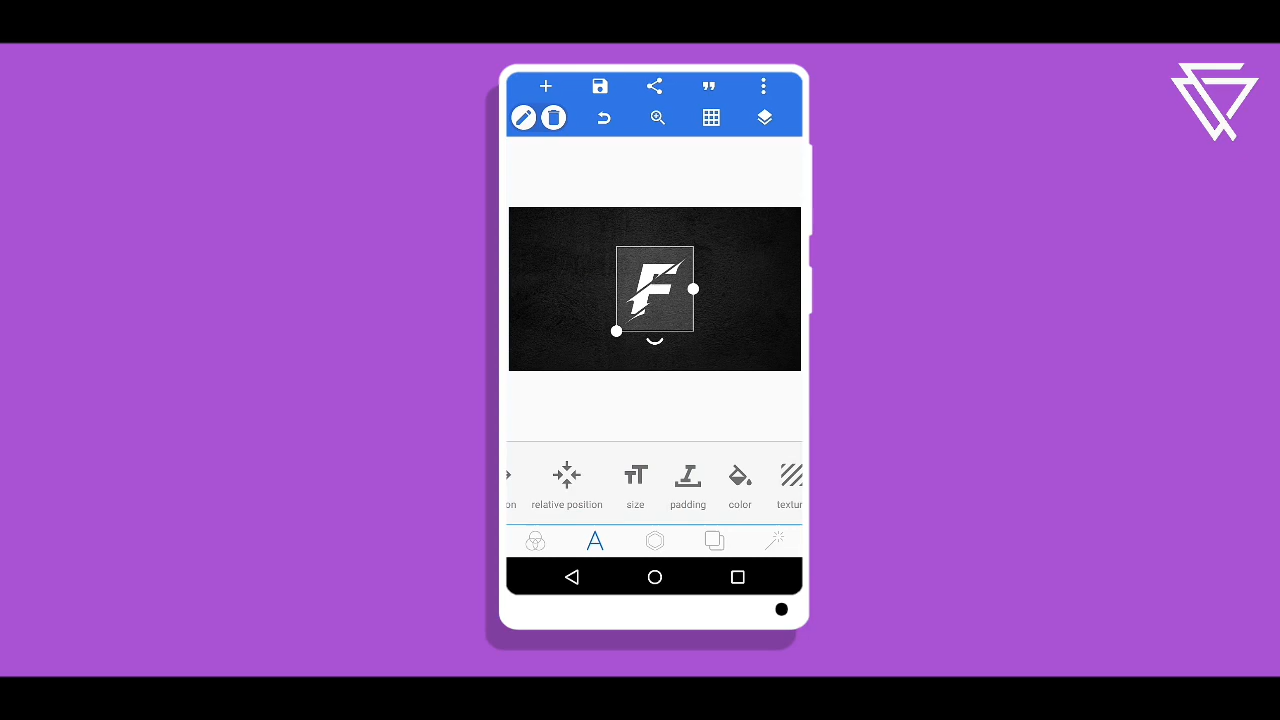 F
on
relative position
size
padding
color
textur
A